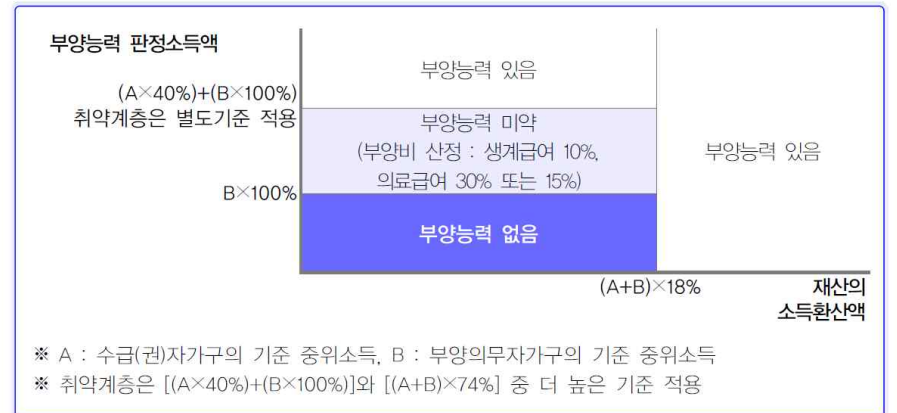 부양능력 판정소득액
부양능력 있음
(A×40%)+(B×100%)
취약계층은 별도기준 적용
부양능력 미약
(부양비 산정 : 생계급여 10%,
의료급여 30% 또는 15%)
부양능력 있음
B×100%
부양능력 없음
(A+B)×18%
재산의
소득환산액
※ A : 수급(권)자가구의 기준 중위소득, B : 부양의무자가구의 기준 중위소득
※ 취약계층은 [(A×40%)+(B×100%)]와 [(A+B)×74%] 중 더 높은 기준 적용